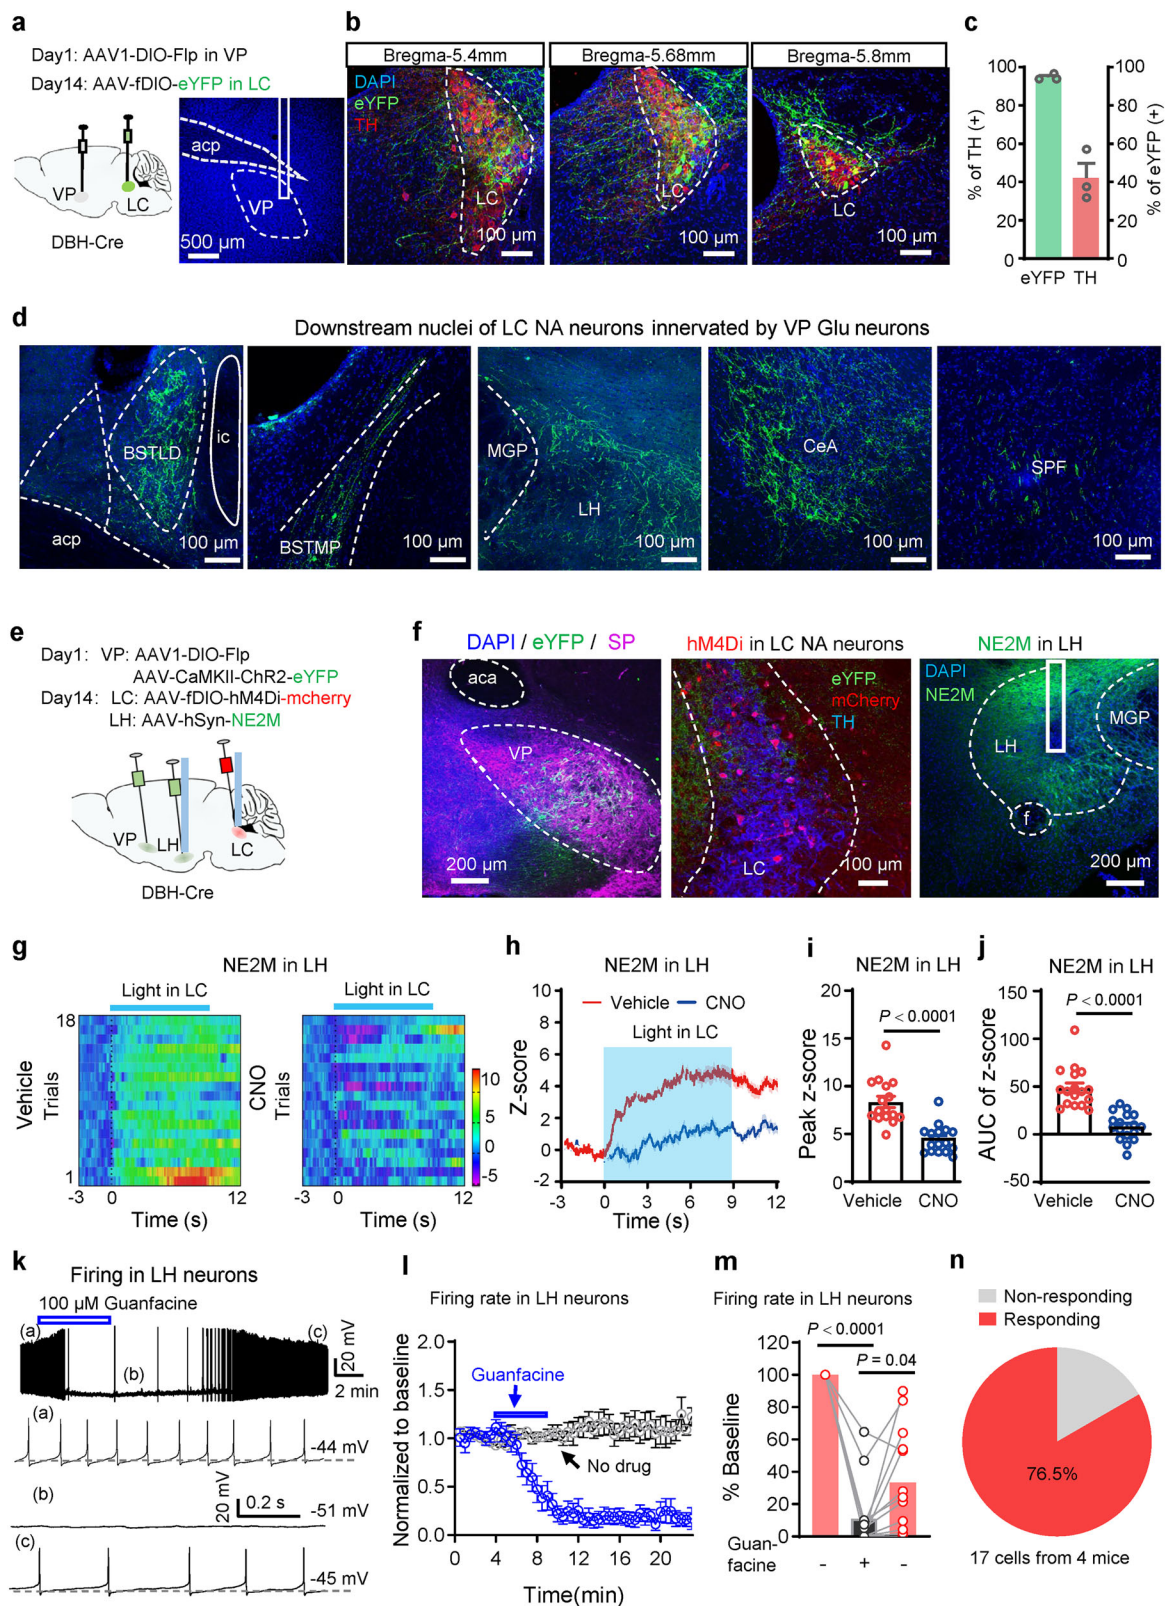 a
Day1: AAV1-DIO-Flp in VP
Day14: AAV-fDIO-eYFP in LC
VP
LC
DBH-Cre
acp
VP
500 µm
b
Bregma-5.4mm
Bregma-5.68mm
Bregma-5.8mm
DAPI
eYFP
TH
LC
100 µm
LC
100 µm
LC
100 µm
c
% of TH (+)
100
80
60
40
20
0
100
80
60
40
20
0
% of eYFP (+)
eYFP TH
d
Downstream nuclei of LC NA neurons innervated by VP Glu neurons
BSTLD
ic
acp
100 µm
BSTMP
100 µm
MGP
LH
100 µm
CeA
100 µm
SPF
100 µm
e
Day1: VP: AAV1-DIO-Flp
AAV-CaMKII-ChR2-eYFP
Day14: LC: AAV-fDIO-hM4Di-mcherry
LH: AAV-hSyn-NE2M
VP
LH
LC
DBH-Cre
f
DAPI / eYFP / SP
aca
VP
200 µm
hM4Di in LC NA neurons
eYFP
mCherry
TH
LC
100 µm
NE2M in LH
DAPI
NE2M
MGP
LH
f
200 µm
g
NE2M in LH
Light in LC
Light in LC
18
Vehicle
Trials
1
CNO
Trials
10
5
0
-5
-3 0 12
-3 0 12
Time (s)
Time (s)
h
NE2M in LH
Vehicle CNO
Light in LC
Z-score
10
8
6
4
2
0
-2
-3 0 3 6 9 12
Time (s)
i
NE2M in LH
P < 0.0001
Peak z-score
20
15
10
5
0
Vehicle CNO
j
NE2M in LH
P < 0.0001
AUC of z-score
150
100
50
0
-50
Vehicle CNO
k
Firing in LH neurons
100 µM Guanfacine
(a)
(b)
(c)
20 mV
2 min
(a)
-44 mV
(b)
20 mV
0.2 s
-51 mV
(c)
-45 mV
l
Firing rate in LH neurons
Normalized to baseline
2.0
1.5
1.0
0.5
0.0
Guanfacine
No drug
0 4 8 12 16 20
Time(min)
m
Firing rate in LH neurons
P < 0.0001
P = 0.04
% Baseline
120
100
80
60
40
20
0
Guan-
facine
- + -
n
Non-responding
Responding
76.5%
17 cells from 4 mice